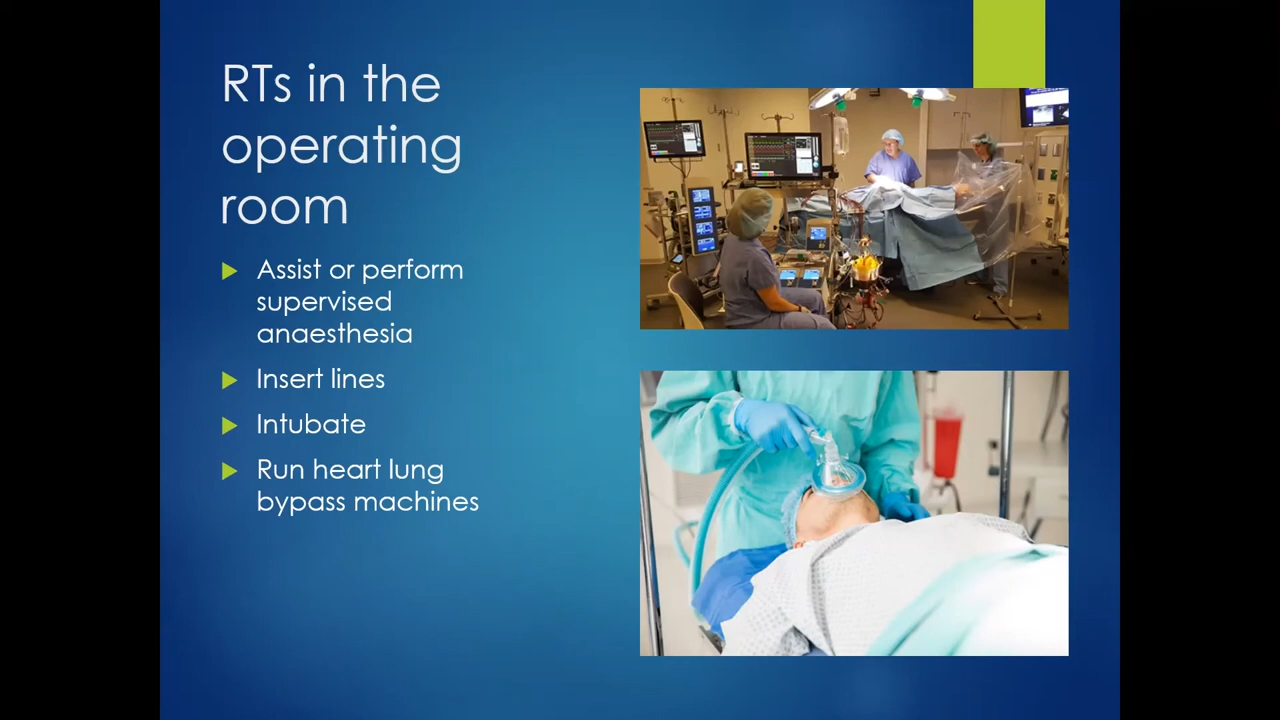 RTs in the
operating
room
Assist or perform
supervised
anaesthesia
Insert lines
Intubate
Run heart lung
bypass machines